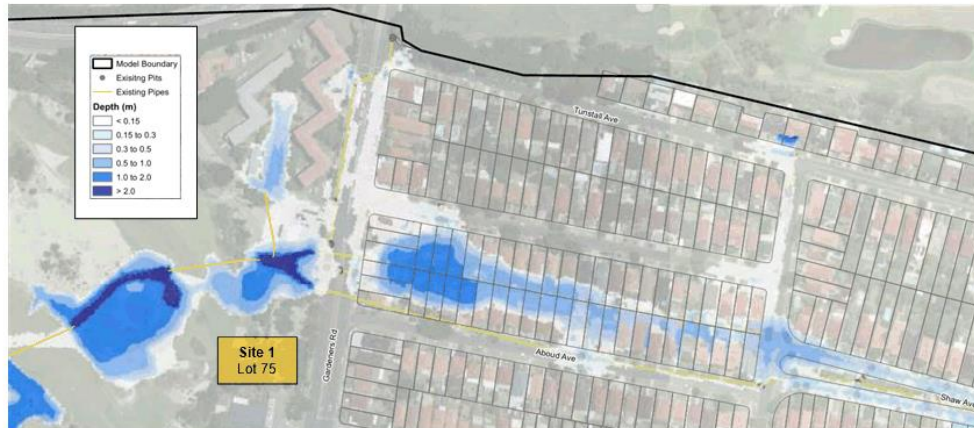 Model Boundary
Exisitng Pits
Existing Pipes
Depth (m)
< 0.15
0.15 to 0.3
0.3 to 0.5
0.5 to 1.0
1.0 to 2.0
> 2.0
Tunstall Ave
Site 1
Lot 75
Gardeners Rd
Aboud Ave
Shaw Ave